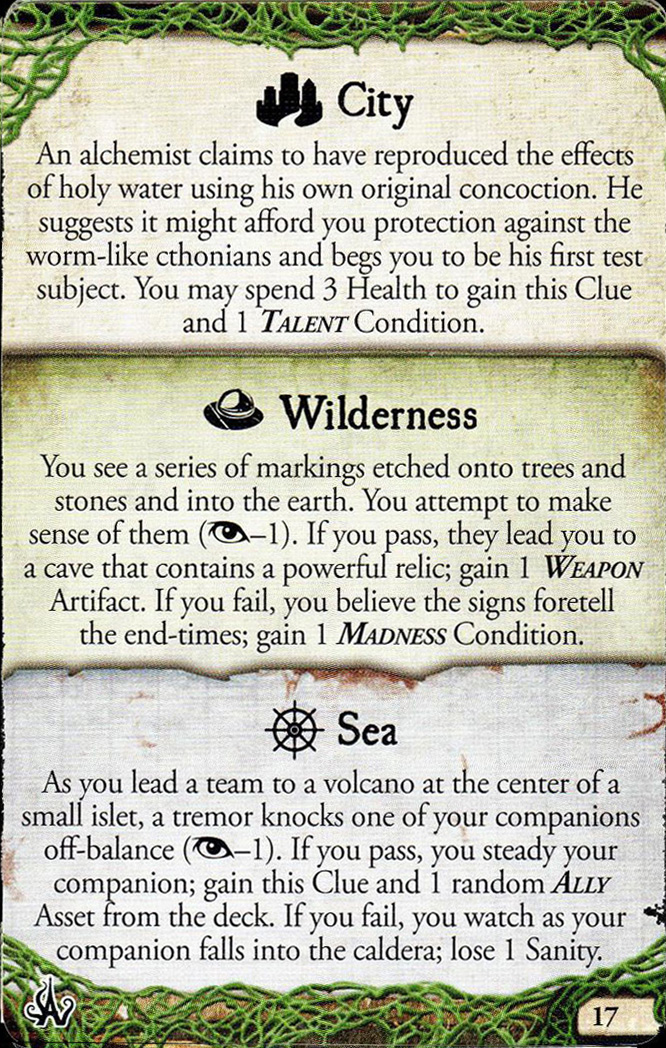 City
An alchemist claims to have reproduced the effects
of holy water using his own original concoction. He
suggests it might afford you protection against the
worm-like cthonians and begs you to be his first test
subject. You may spend 3 Health to gain this Clue
and 1 TALENT Condition.
Wilderness
You see a series of markings etched onto trees and
stones and into the earth. You attempt to make
sense of them (–1). If you pass, they lead you to
a cave that contains a powerful relic; gain 1 WEAPON
Artifact. If you fail, you believe the signs foretell
the end-times; gain 1 MADNESS Condition.
Sea
As you lead a team to a volcano at the center of a
small islet, a tremor knocks one of your companions
off-balance (–1). If you pass, you steady your
companion; gain this Clue and 1 random ALLY
Asset from the deck. If you fail, you watch as your
companion falls into the caldera; lose 1 Sanity.
17